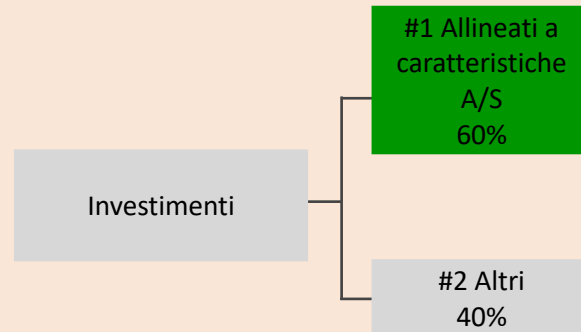 #1 Allineati a
caratteristiche
A/S
60%
Investimenti
#2 Altri
40%